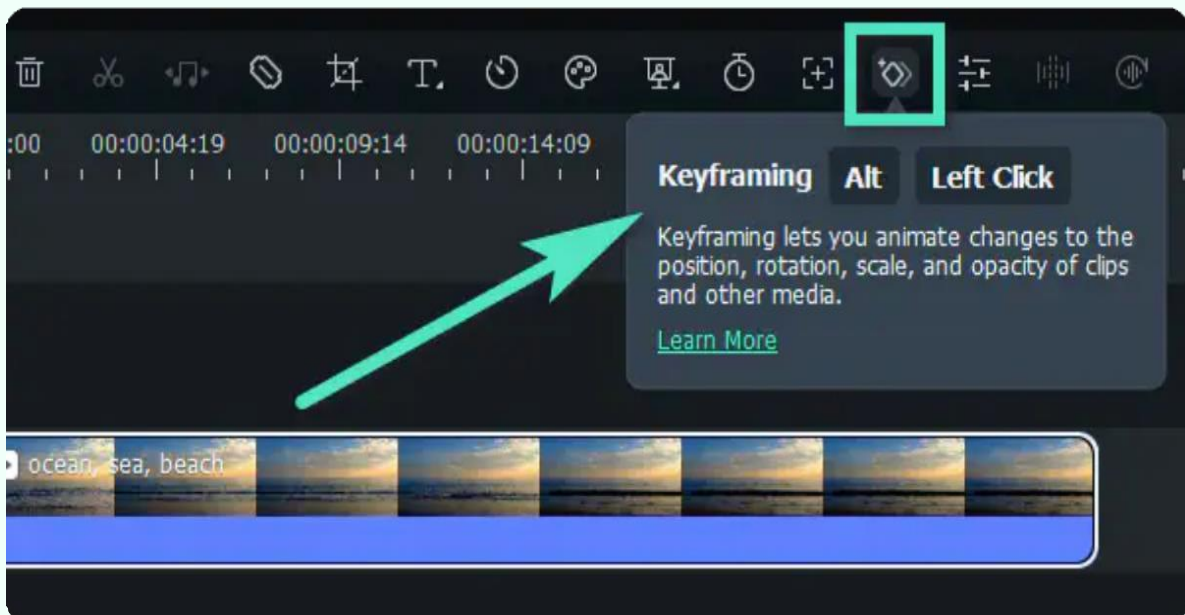 :00 00:00:04:19 00:00:09:14 00:00:14:09
Keyframing Alt Left Click
Keyframing lets you animate changes to the
position, rotation, scale, and opacity of clips
and other media.
Learn More
ocean, sea, beach